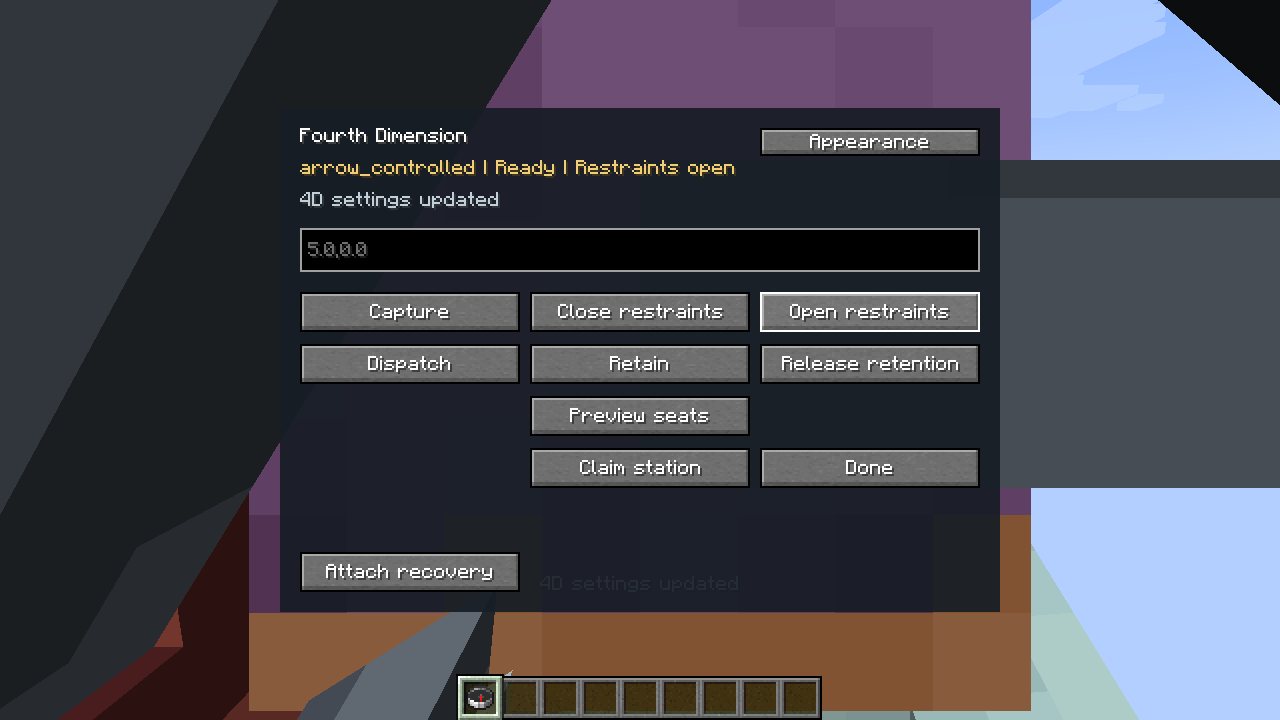 Fourth Dimension
Appearance
arrow_controlled | Ready | Restraints open
4D settings updated
5.0,0.0
Capture
Close restraints
Open restraints
Dispatch
Retain
Release retention
Preview seats
Claim station
Done
Attach recovery
4D settings updated